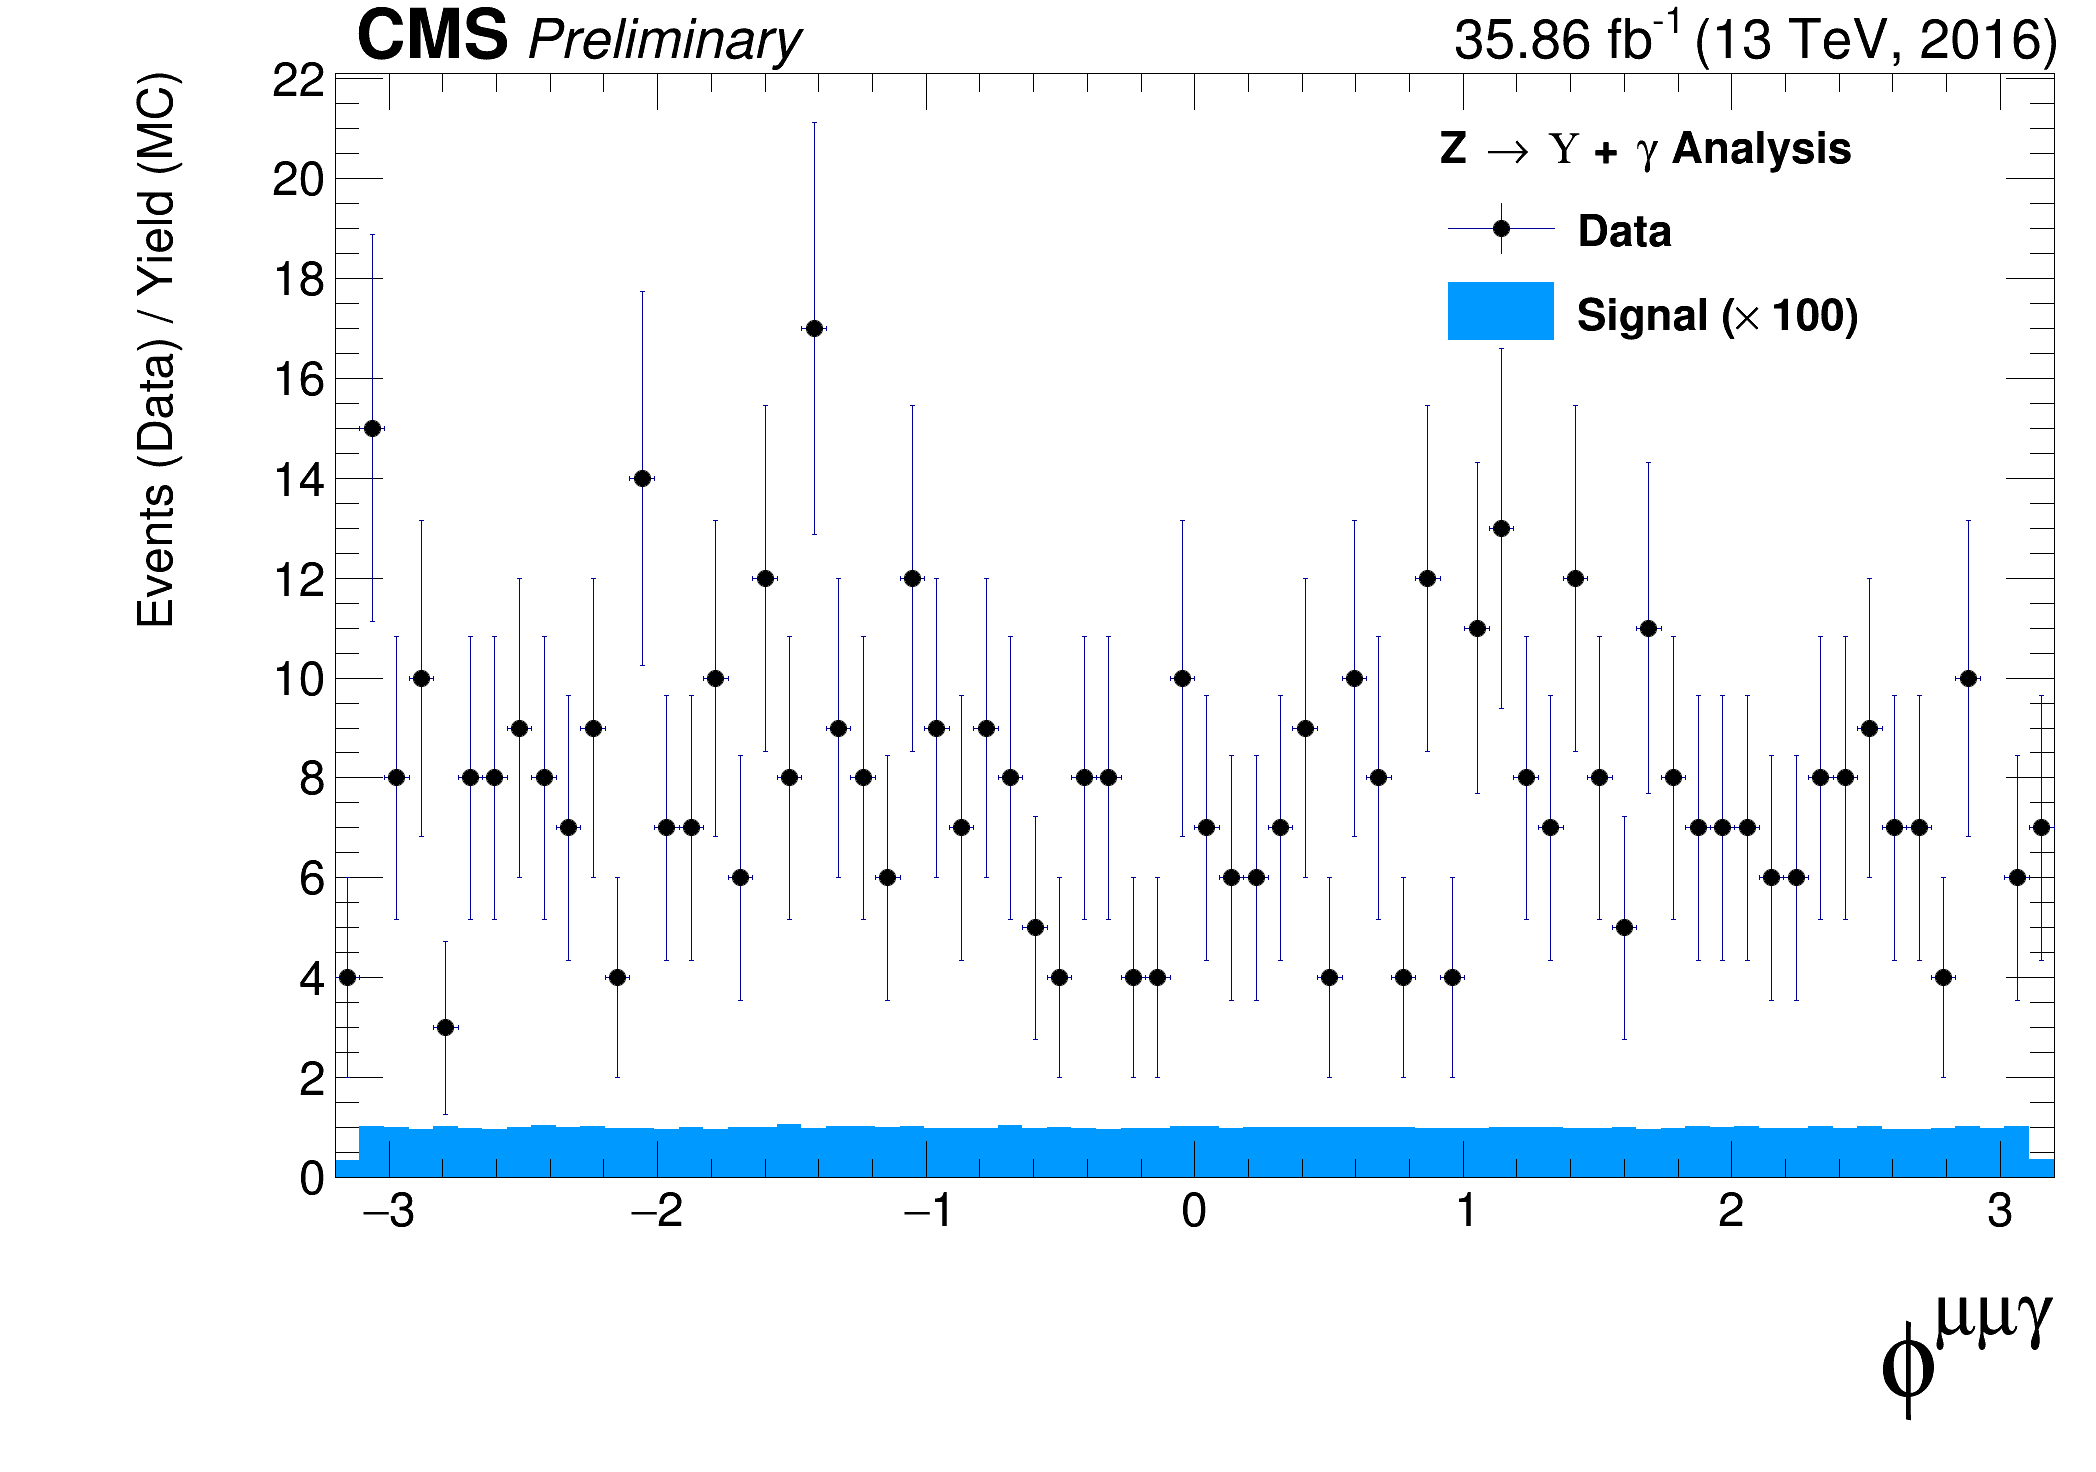 CMS Preliminary
35.86 fb⁻¹ (13 TeV, 2016)
Events (Data) / Yield (MC)
22
20
18
16
14
12
10
8
6
4
2
0
Z → Υ + γ Analysis
Data
Signal (× 100)
−3 −2 −1 0 1 2 3
ϕ^μμγ